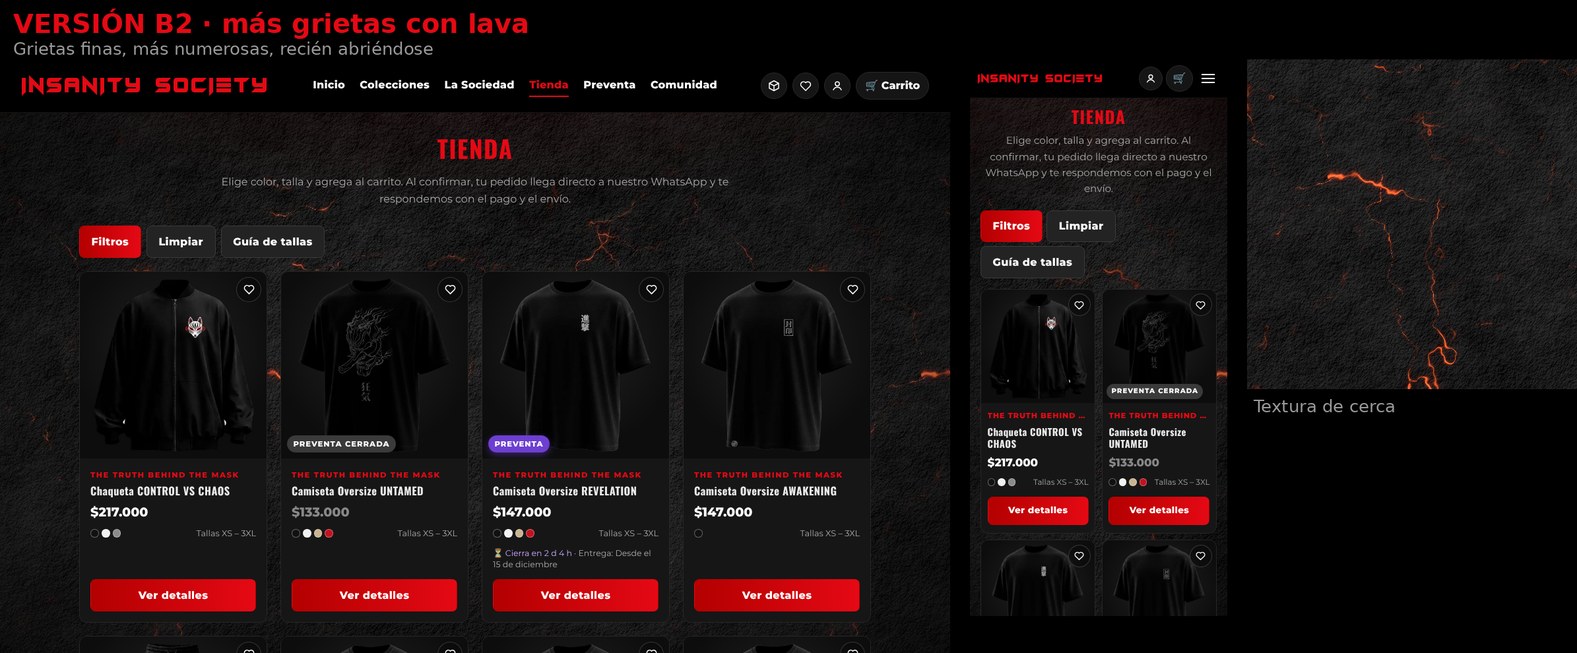 VERSIÓN B2 · más grietas con lava
Grietas finas, más numerosas, recién abriéndose
INSANITY SOCIETY
Inicio Colecciones La Sociedad Tienda Preventa Comunidad
🛒 Carrito
TIENDA
Elige color, talla y agrega al carrito. Al confirmar, tu pedido llega directo a nuestro WhatsApp y te
respondemos con el pago y el envío.
Filtros Limpiar Guía de tallas
進撃
PREVENTA CERRADA
PREVENTA
THE TRUTH BEHIND THE MASK
Chaqueta CONTROL VS CHAOS
$217.000
Tallas XS – 3XL
Ver detalles
THE TRUTH BEHIND THE MASK
Camiseta Oversize UNTAMED
$133.000
Tallas XS – 3XL
Ver detalles
THE TRUTH BEHIND THE MASK
Camiseta Oversize REVELATION
$147.000
Tallas XS – 3XL
⏳ Cierra en 2 d 4 h · Entrega: Desde el
15 de diciembre
Ver detalles
THE TRUTH BEHIND THE MASK
Camiseta Oversize AWAKENING
$147.000
Tallas XS – 3XL
Ver detalles
INSANITY SOCIETY
TIENDA
Elige color, talla y agrega al carrito. Al
confirmar, tu pedido llega directo a nuestro
WhatsApp y te respondemos con el pago y el
envío.
Filtros Limpiar
Guía de tallas
PREVENTA CERRADA
THE TRUTH BEHIND ...
Chaqueta CONTROL VS
CHAOS
$217.000
Tallas XS – 3XL
Ver detalles
THE TRUTH BEHIND ...
Camiseta Oversize
UNTAMED
$133.000
Tallas XS – 3XL
Ver detalles
Textura de cerca